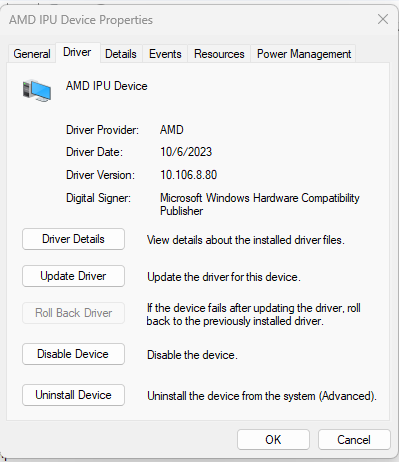 AMD IPU Device Properties
General Driver Details Events Resources Power Management
AMD IPU Device
Driver Provider: AMD
Driver Date: 10/6/2023
Driver Version: 10.106.8.80
Digital Signer: Microsoft Windows Hardware Compatibility
Publisher
Driver Details View details about the installed driver files.
Update Driver Update the driver for this device.
Roll Back Driver If the device fails after updating the driver, roll
back to the previously installed driver.
Disable Device Disable the device.
Uninstall Device Uninstall the device from the system (Advanced).
OK Cancel